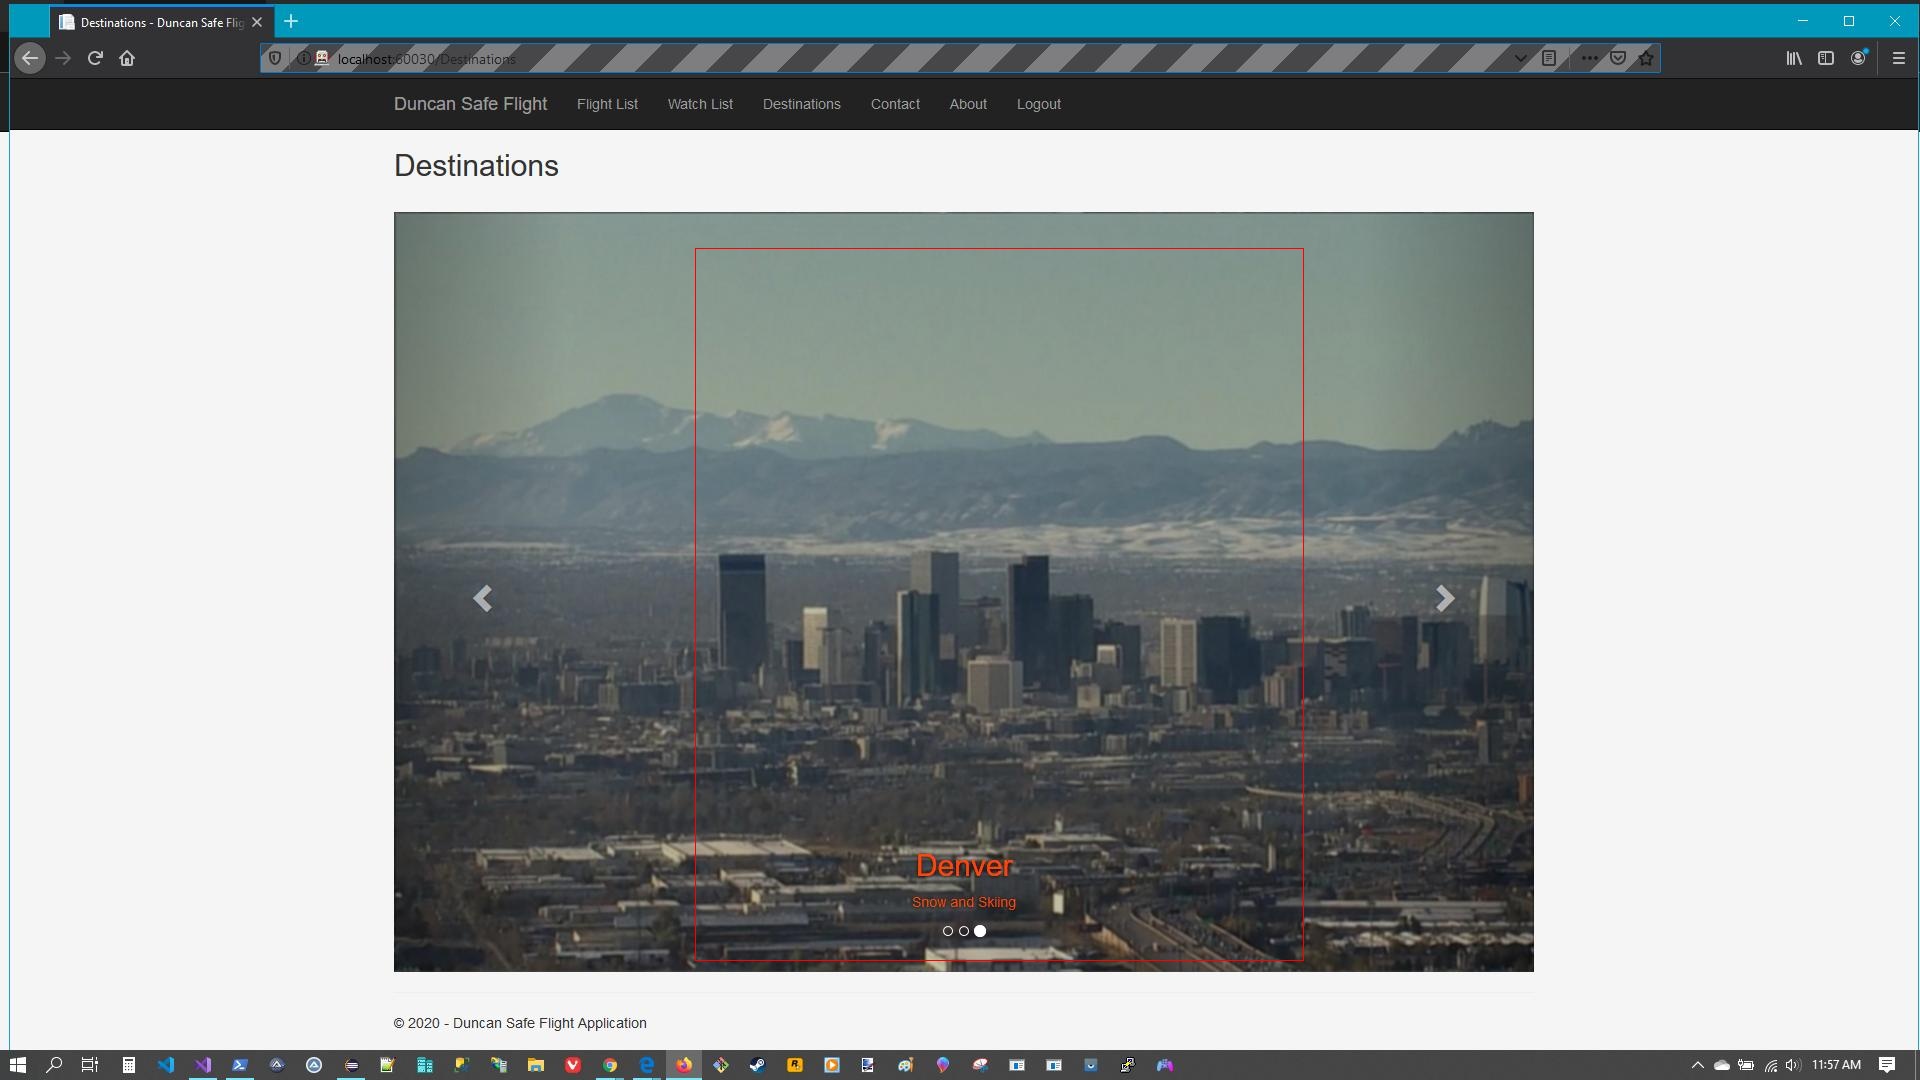 Destinations - Duncan Safe Flig
localhost:60030/Destinations
Duncan Safe Flight Flight List Watch List Destinations Contact About Logout
Destinations
Denver
Snow and Skiing
© 2020 - Duncan Safe Flight Application
11:57 AM